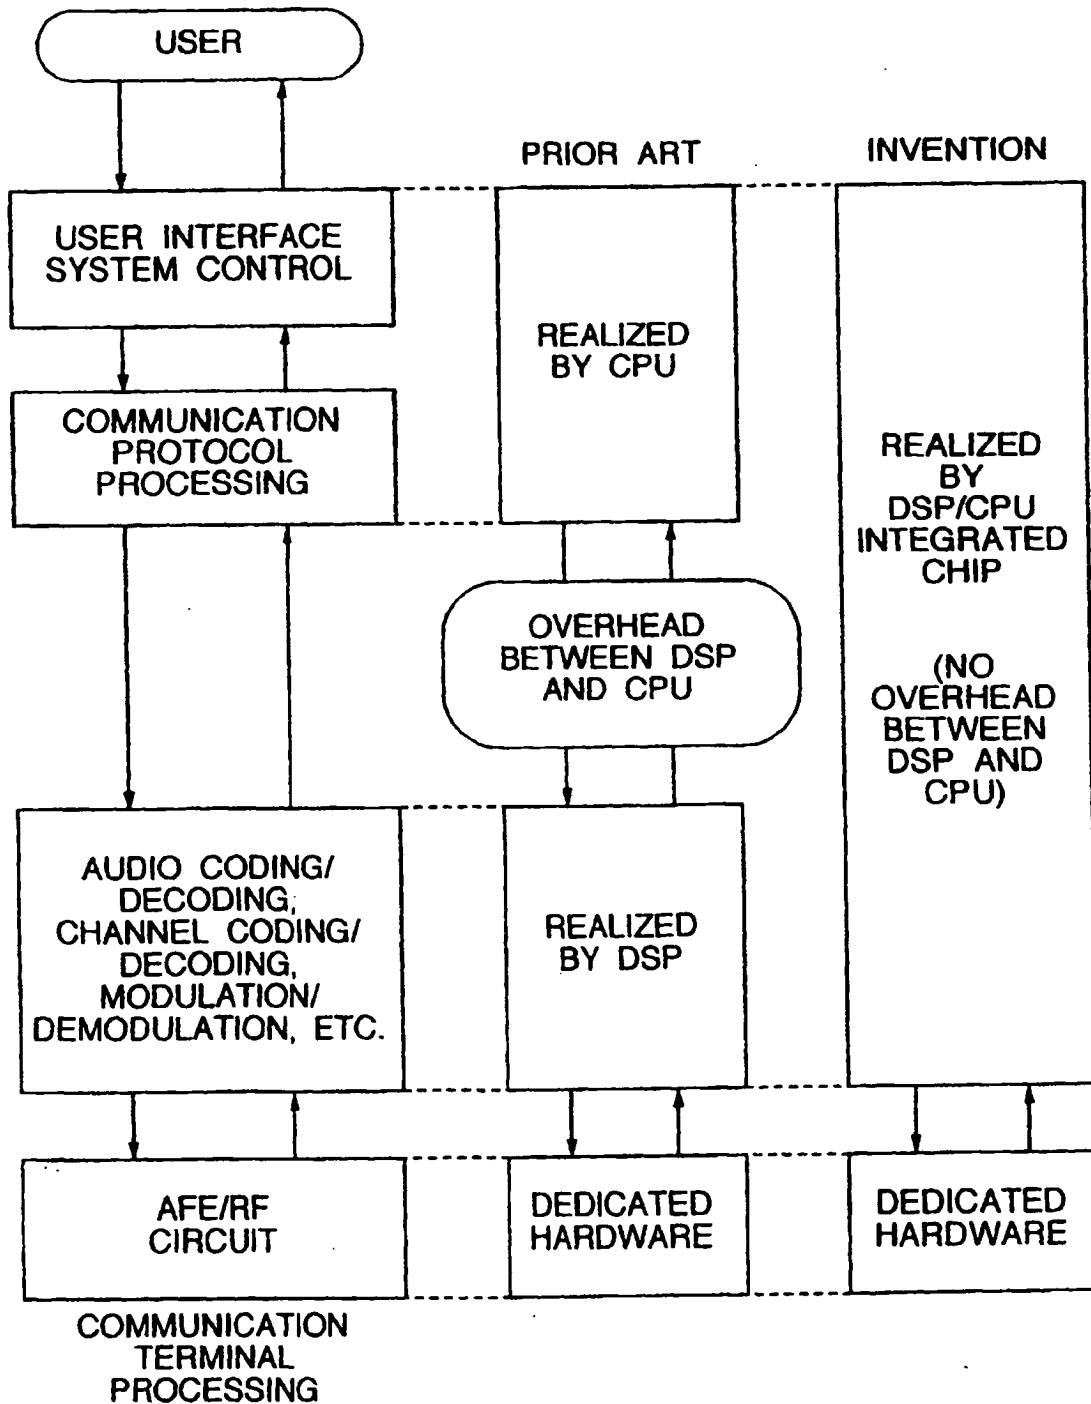 USER
PRIOR ART
INVENTION
USER INTERFACE
SYSTEM CONTROL
REALIZED
BY CPU
COMMUNICATION
PROTOCOL
PROCESSING
REALIZED
BY
DSP/CPU
INTEGRATED
CHIP
(NO
OVERHEAD
BETWEEN
DSP AND
CPU)
OVERHEAD
BETWEEN DSP
AND CPU
AUDIO CODING/
DECODING,
CHANNEL CODING/
DECODING,
MODULATION/
DEMODULATION, ETC.
REALIZED
BY DSP
AFE/RF
CIRCUIT
DEDICATED
HARDWARE
DEDICATED
HARDWARE
COMMUNICATION
TERMINAL
PROCESSING